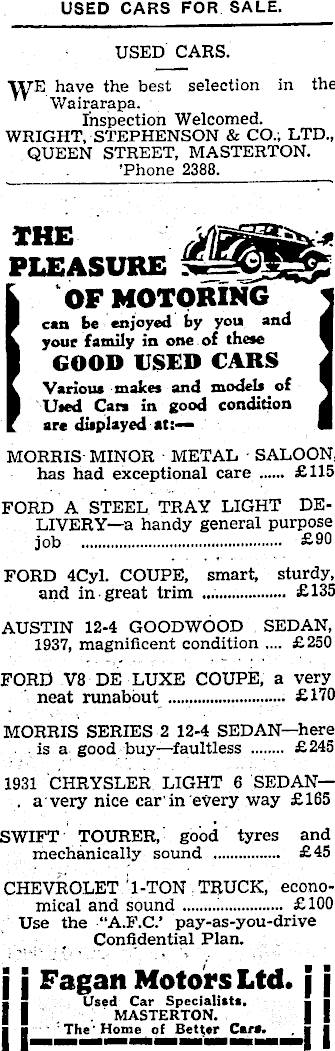 USED CARS FOR SALE.
USED CARS.
WE have the best selection in the
Wairarapa.
Inspection Welcomed.
WRIGHT, STEPHENSON & CO., LTD.,
QUEEN STREET, MASTERTON.
'Phone 2388.
THE
PLEASURE
OF MOTORING
can be enjoyed by you and
your family in one of these
GOOD USED CARS
Various makes and models of
Used Cars in good condition
are displayed at:—
MORRIS MINOR METAL SALOON,
has had exceptional care ...... £115
FORD A STEEL TRAY LIGHT DE-
LIVERY—a handy general purpose
job ............................................ £90
FORD 4Cyl. COUPE, smart, sturdy,
and in great trim .................... £135
AUSTIN 12-4 GOODWOOD SEDAN,
1937, magnificent condition .... £250
FORD V8 DE LUXE COUPE, a very
neat runabout ........................... £170
MORRIS SERIES 2 12-4 SEDAN—here
is a good buy—faultless ........ £245
1931 CHRYSLER LIGHT 6 SEDAN—
a very nice car in every way £165
SWIFT TOURER, good tyres and
mechanically sound ................ £45
CHEVROLET 1-TON TRUCK, econo-
mical and sound ........................ £100
Use the "A.F.C.' pay-as-you-drive
Confidential Plan.
Fagan Motors Ltd.
Used Car Specialists.
MASTERTON.
The Home of Better Cars.